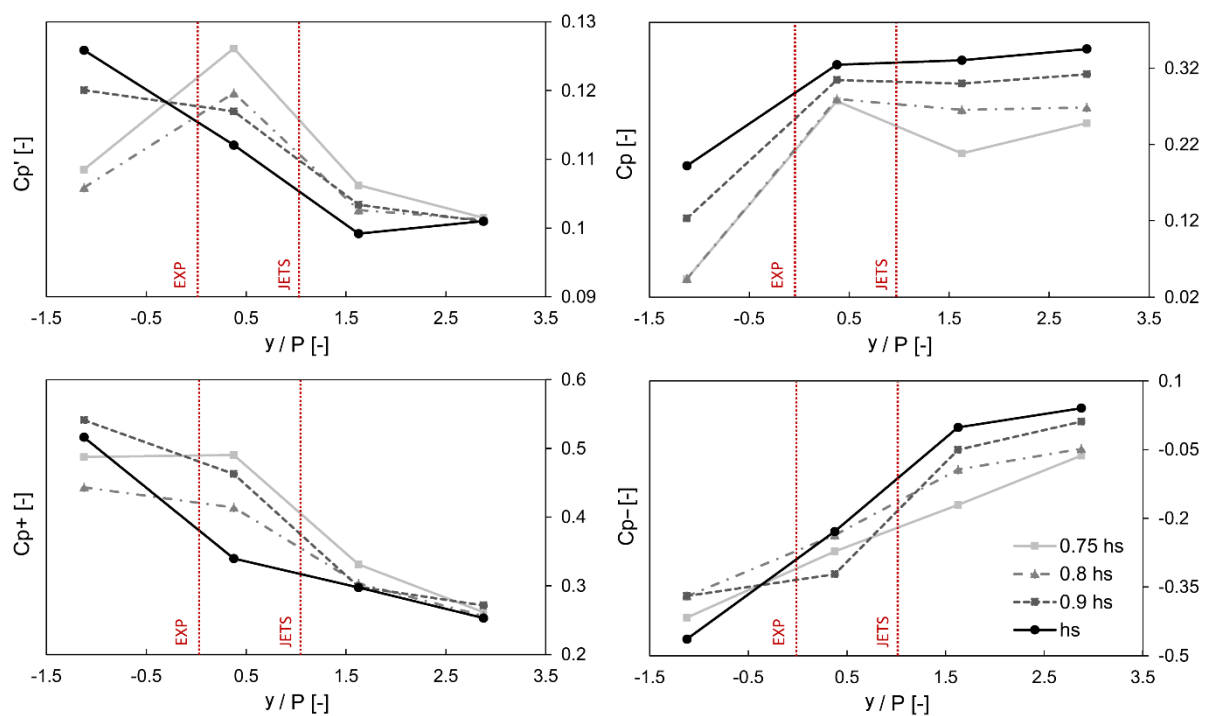 Cp' [-]
0.13
0.12
0.11
0.1
0.09
EXP
JETS
-1.5 -0.5 0.5 1.5 2.5 3.5
y / P [-]
Cp [-]
0.32
0.22
0.12
0.02
EXP
JETS
-1.5 -0.5 0.5 1.5 2.5 3.5
y / P [-]
Cp+ [-]
0.6
0.5
0.4
0.3
0.2
EXP
JETS
-1.5 -0.5 0.5 1.5 2.5 3.5
y / P [-]
Cp− [-]
0.1
-0.05
-0.2
-0.35
-0.5
EXP
JETS
0.75 hs
0.8 hs
0.9 hs
hs
-1.5 -0.5 0.5 1.5 2.5 3.5
y / P [-]